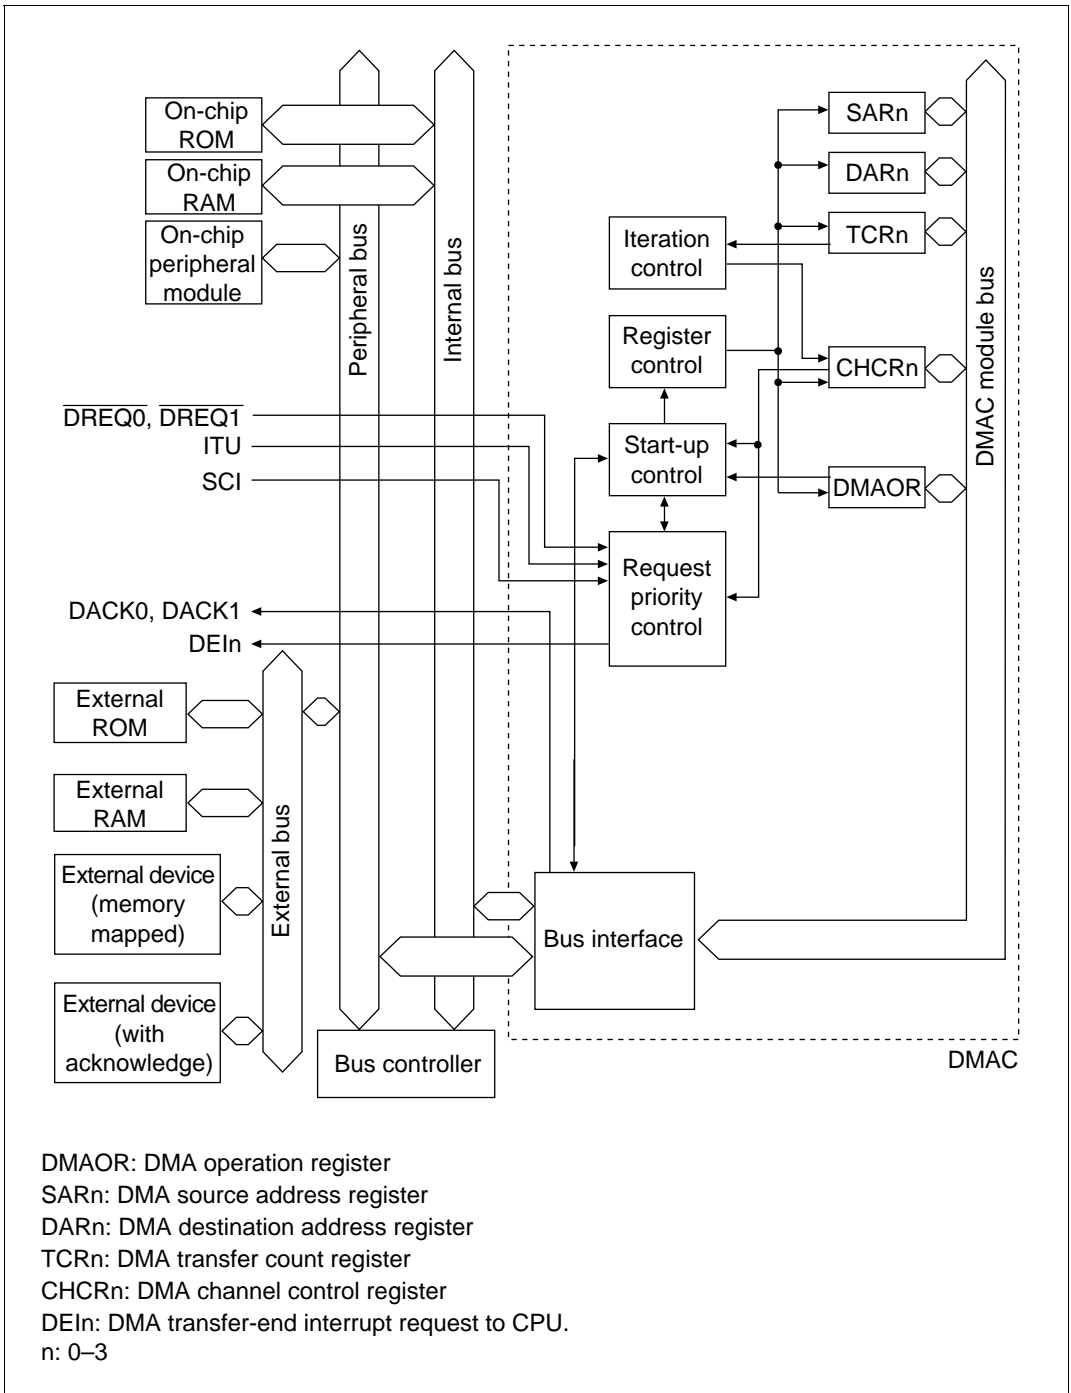 On-chip
ROM
On-chip
RAM
On-chip
peripheral
module
Peripheral bus
Internal bus
SARn
DARn
TCRn
Iteration
control
Register
control
CHCRn
DMAC module bus
DREQ0, DREQ1
ITU
SCI
Start-up
control
DMAOR
Request
priority
control
DACK0, DACK1
DEIn
External
ROM
External
RAM
External bus
External device
(memory
mapped)
External device
(with
acknowledge)
Bus interface
Bus controller
DMAC
DMAOR: DMA operation register
SARn: DMA source address register
DARn: DMA destination address register
TCRn: DMA transfer count register
CHCRn: DMA channel control register
DEIn: DMA transfer-end interrupt request to CPU.
n: 0–3